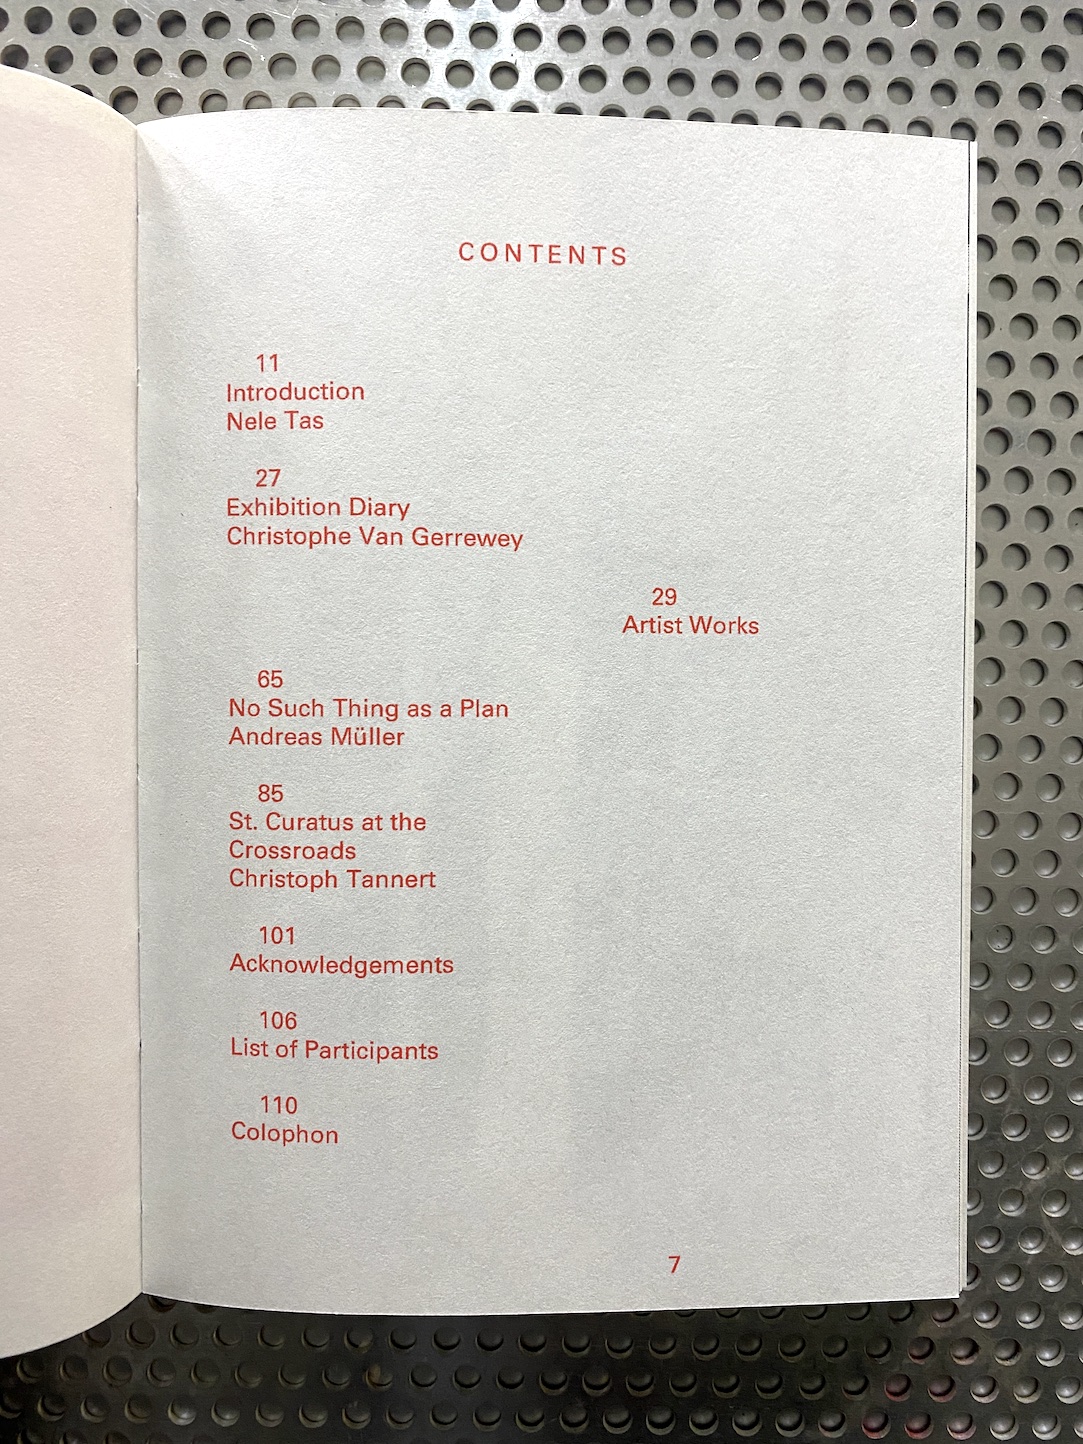 CONTENTS
11
Introduction
Nele Tas
27
Exhibition Diary
Christophe Van Gerrewey
29
Artist Works
65
No Such Thing as a Plan
Andreas Müller
85
St. Curatus at the
Crossroads
Christoph Tannert
101
Acknowledgements
106
List of Participants
110
Colophon
7